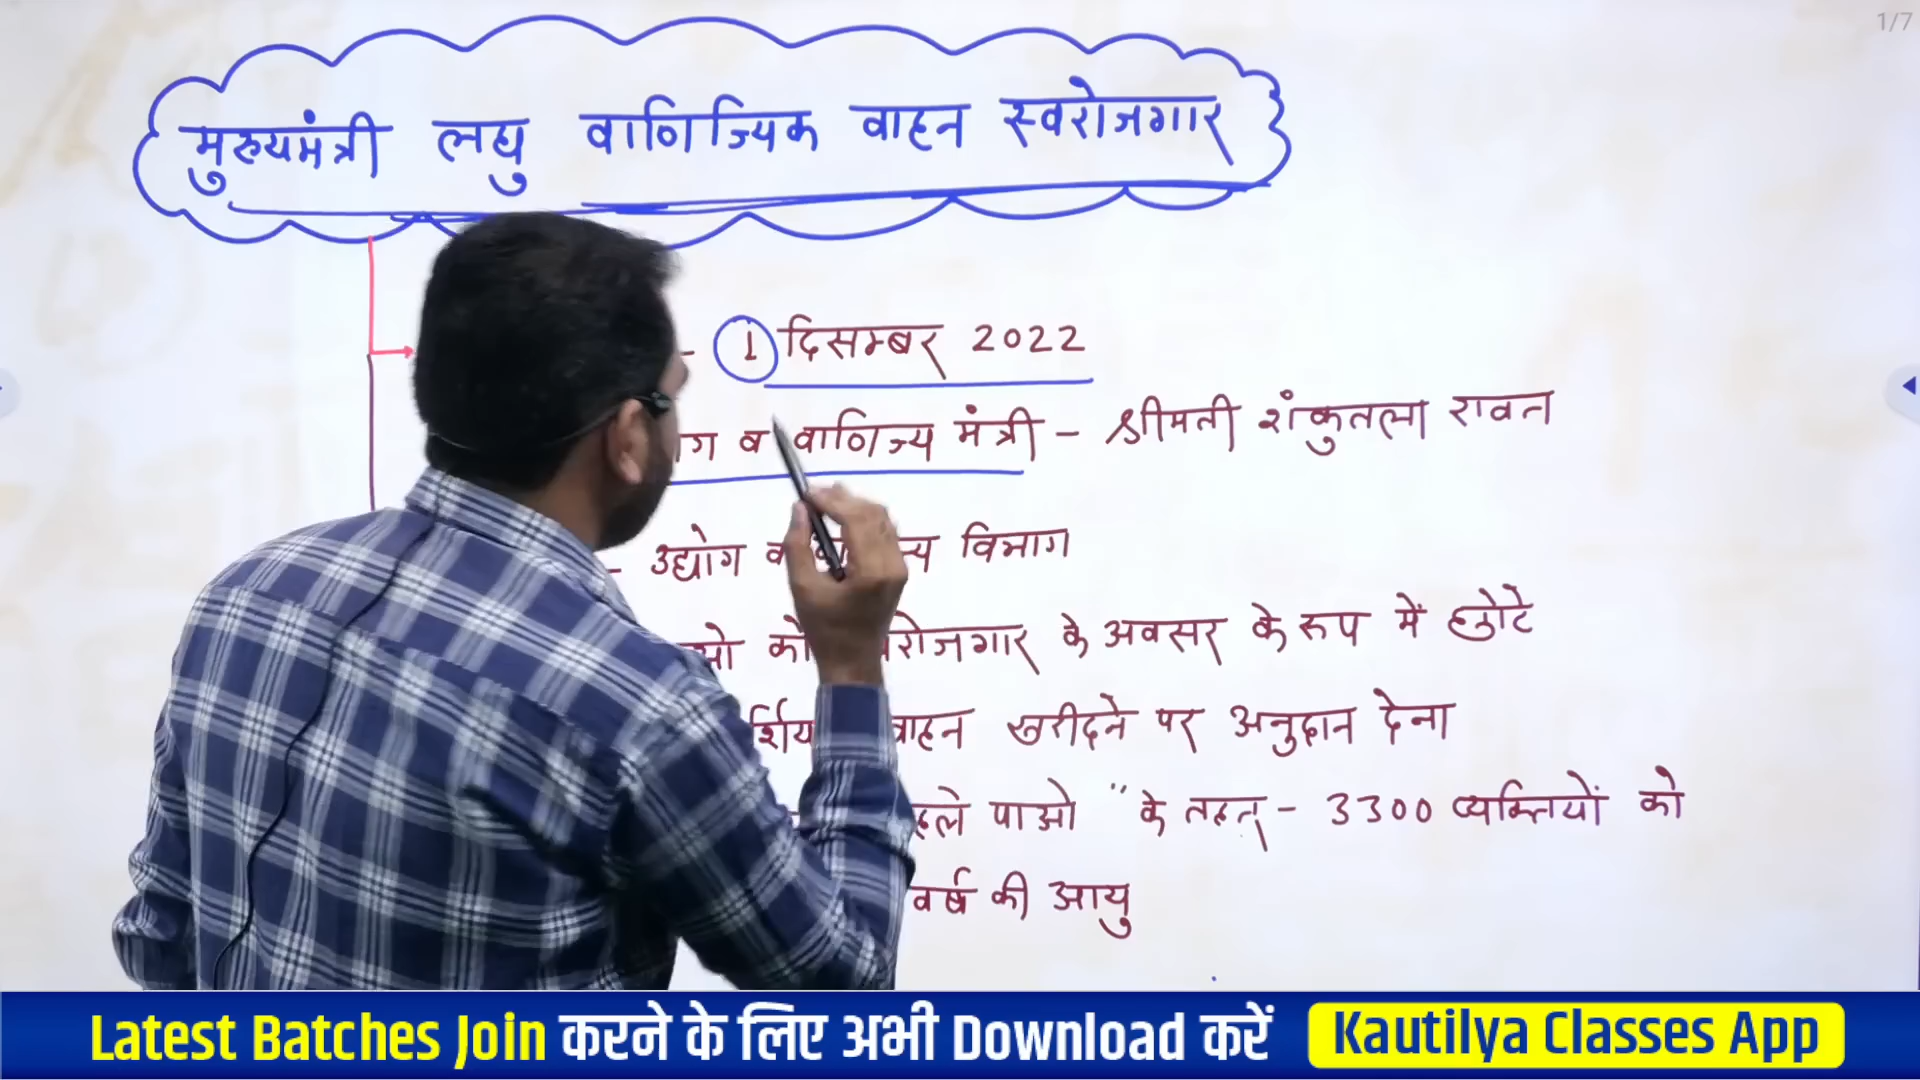 1/7
मुख्यमंत्री लघु वाणिज्यिक वाहन स्वरोजगार
- 1 दिसम्बर 2022
व वाणिज्य मंत्री - श्रीमती शंकुतला रावत
- उद्योग व विभाग
को के अवसर के रूप में छोटे
वाहन खरीदने पर अनुदान देना
पाओ " के तहत् - 3300 व्यक्तियों को
वर्ष की आयु
Latest Batches Join करने के लिए अभी Download करें Kautilya Classes App